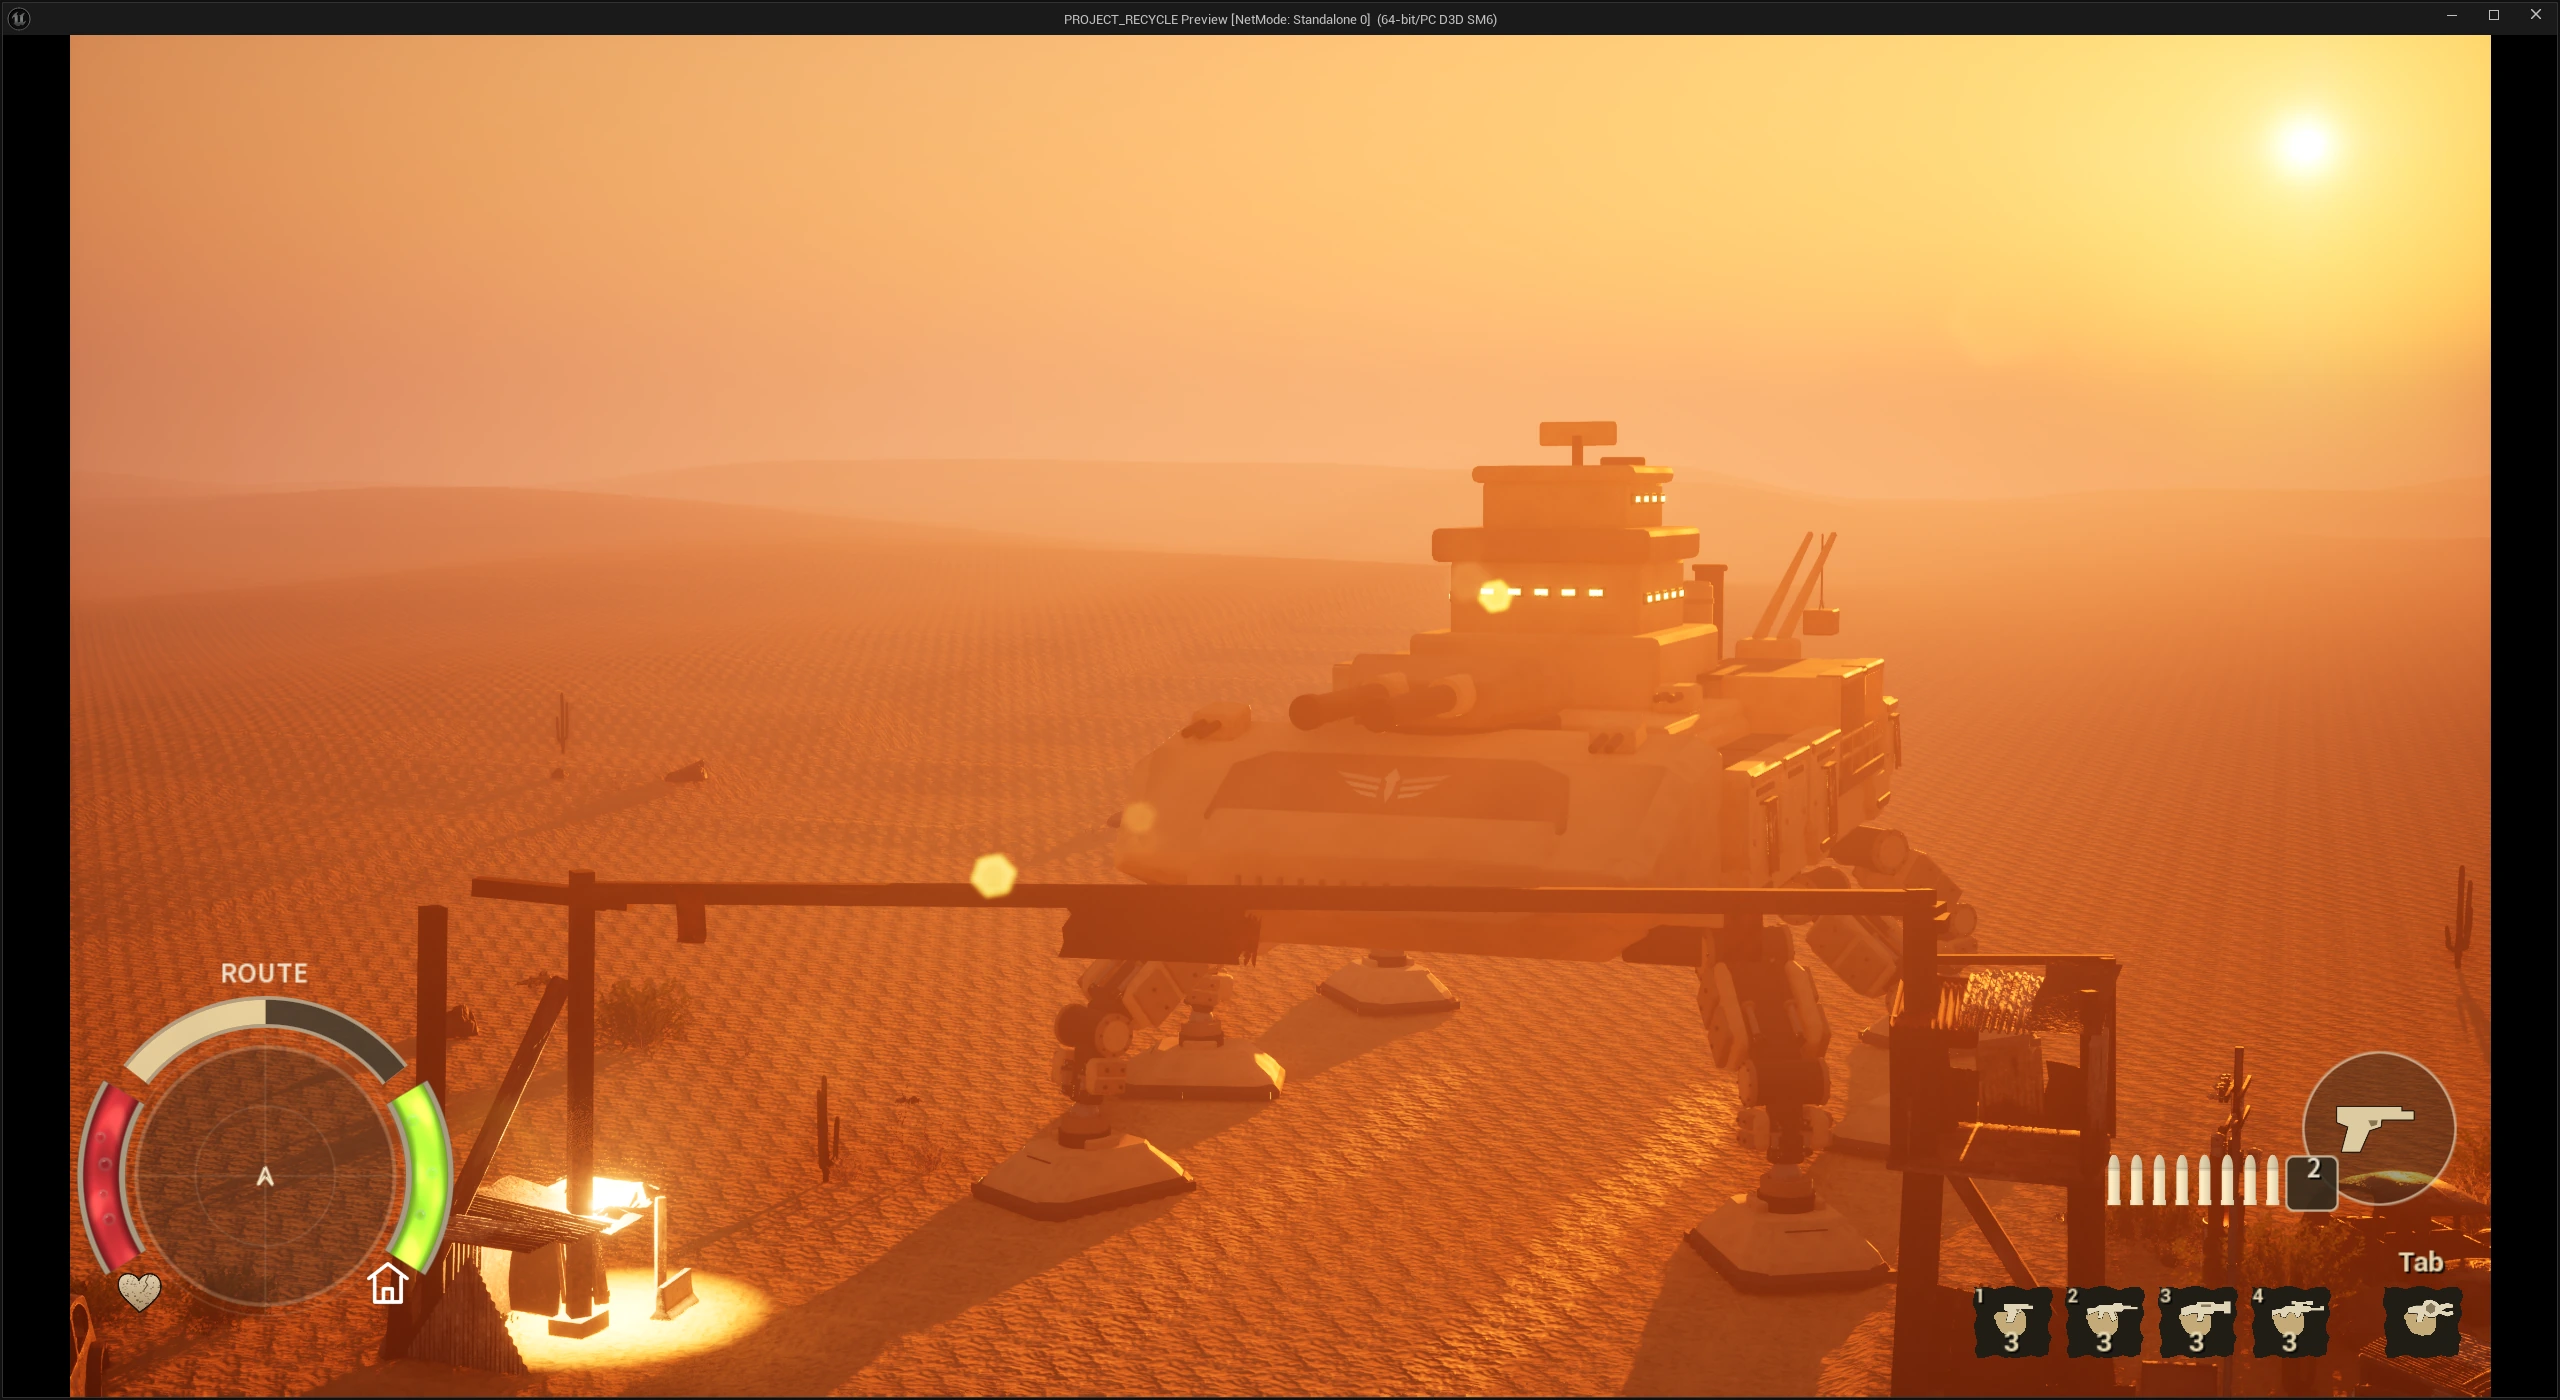 PROJECT_RECYCLE Preview [NetMode: Standalone 0]  (64-bit/PC D3D SM6)
ROUTE
2
Tab
1 2 3 4
3 3 3 3